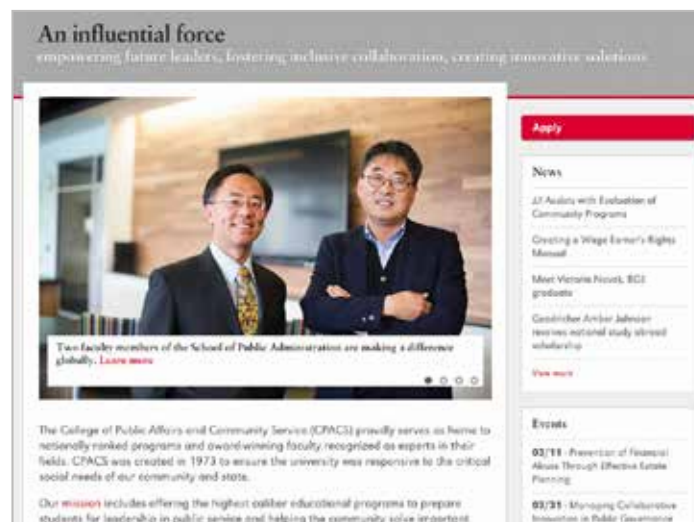 An influential force
empowering future leaders, fostering inclusive collaboration, creating innovative solutions
Apply
News
JJI Assists with Evaluation of
Community Programs
Creating a Wage Earner's Rights
Manual
Meet Victoria Novak, BGS
graduate
Goodricher Amber Johnson
receives national study abroad
scholarship
View more
Two faculty members of the School of Public Administration are making a difference
globally. Learn more
Events
03/11 - Prevention of Financial
Abuse Through Effective Estate
Planning
03/31 - Managing Collaborative
Innovation in Public Governance
The College of Public Affairs and Community Service (CPACS) proudly serves as home to
nationally ranked programs and award-winning faculty recognized as experts in their
fields. CPACS was created in 1973 to ensure the university was responsive to the critical
social needs of our community and state.
Our mission includes offering the highest caliber educational programs to prepare
students for leadership in public service and helping the community solve important